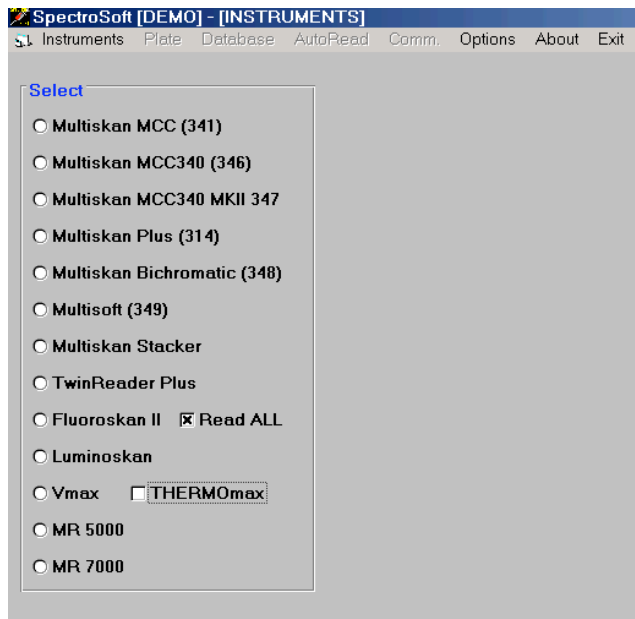 SpectroSoft [DEMO] - [INSTRUMENTS]
Instruments Plate Database AutoRead Comm. Options About Exit
Select
Multiskan MCC (341)
Multiskan MCC340 (346)
Multiskan MCC340 MKII 347
Multiskan Plus (314)
Multiskan Bichromatic (348)
Multisoft (349)
Multiskan Stacker
TwinReader Plus
Fluoroskan II Read ALL
Luminoskan
Vmax THERMOmax
MR 5000
MR 7000